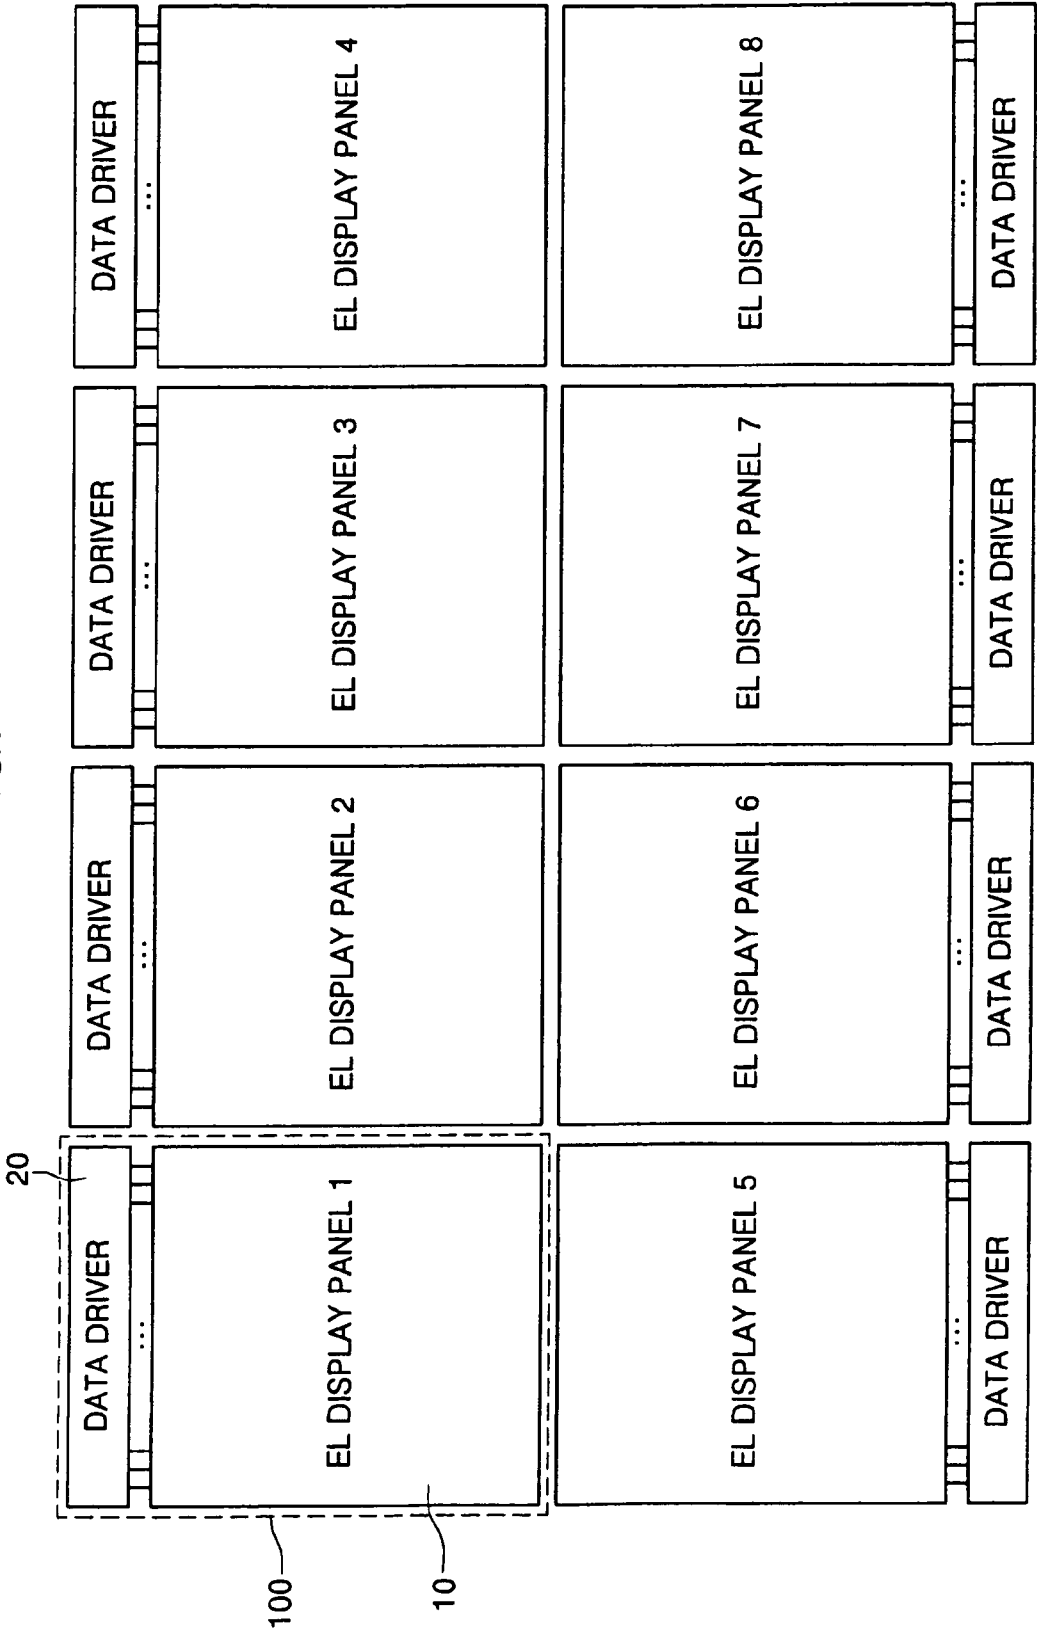 20
DATA DRIVER
DATA DRIVER
DATA DRIVER
DATA DRIVER
...
...
...
...
100
EL DISPLAY PANEL 1
EL DISPLAY PANEL 2
EL DISPLAY PANEL 3
EL DISPLAY PANEL 4
10
EL DISPLAY PANEL 5
EL DISPLAY PANEL 6
EL DISPLAY PANEL 7
EL DISPLAY PANEL 8
...
...
...
...
DATA DRIVER
DATA DRIVER
DATA DRIVER
DATA DRIVER